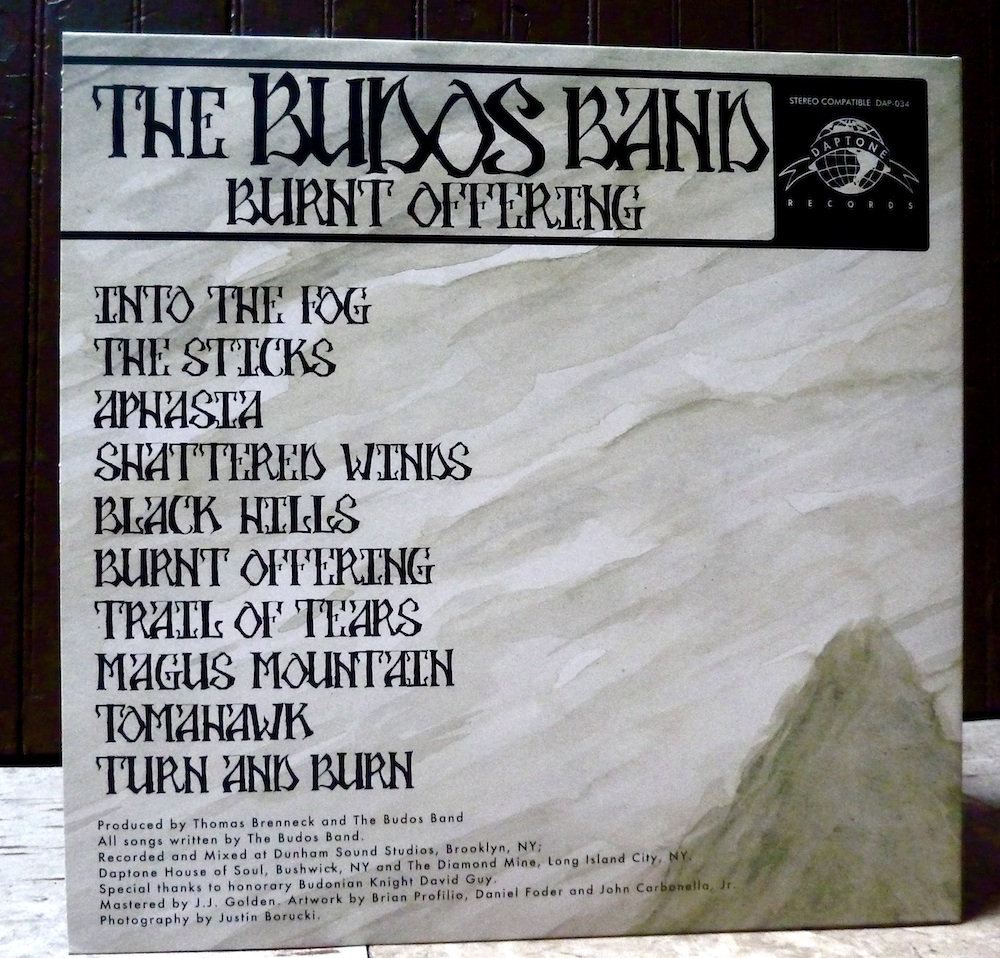 THE BUDOS BAND
BURNT OFFERING
STEREO COMPATIBLE DAP-034
DAPTONE
RECORDS
INTO THE FOG
THE STICKS
APHASIA
SHATTERED WINDS
BLACK HILLS
BURNT OFFERING
TRAIL OF TEARS
MAGUS MOUNTAIN
TOMAHAWK
TURN AND BURN
Produced by Thomas Brenneck and The Budos Band
All songs written by The Budos Band.
Recorded and Mixed at Dunham Sound Studios, Brooklyn, NY;
Daptone House of Soul, Bushwick, NY and The Diamond Mine, Long Island City, NY.
Special thanks to honorary Budonian Knight David Guy.
Mastered by J.J. Golden. Artwork by Brian Profilio, Daniel Foder and John Carbonella, Jr.
Photography by Justin Borucki.